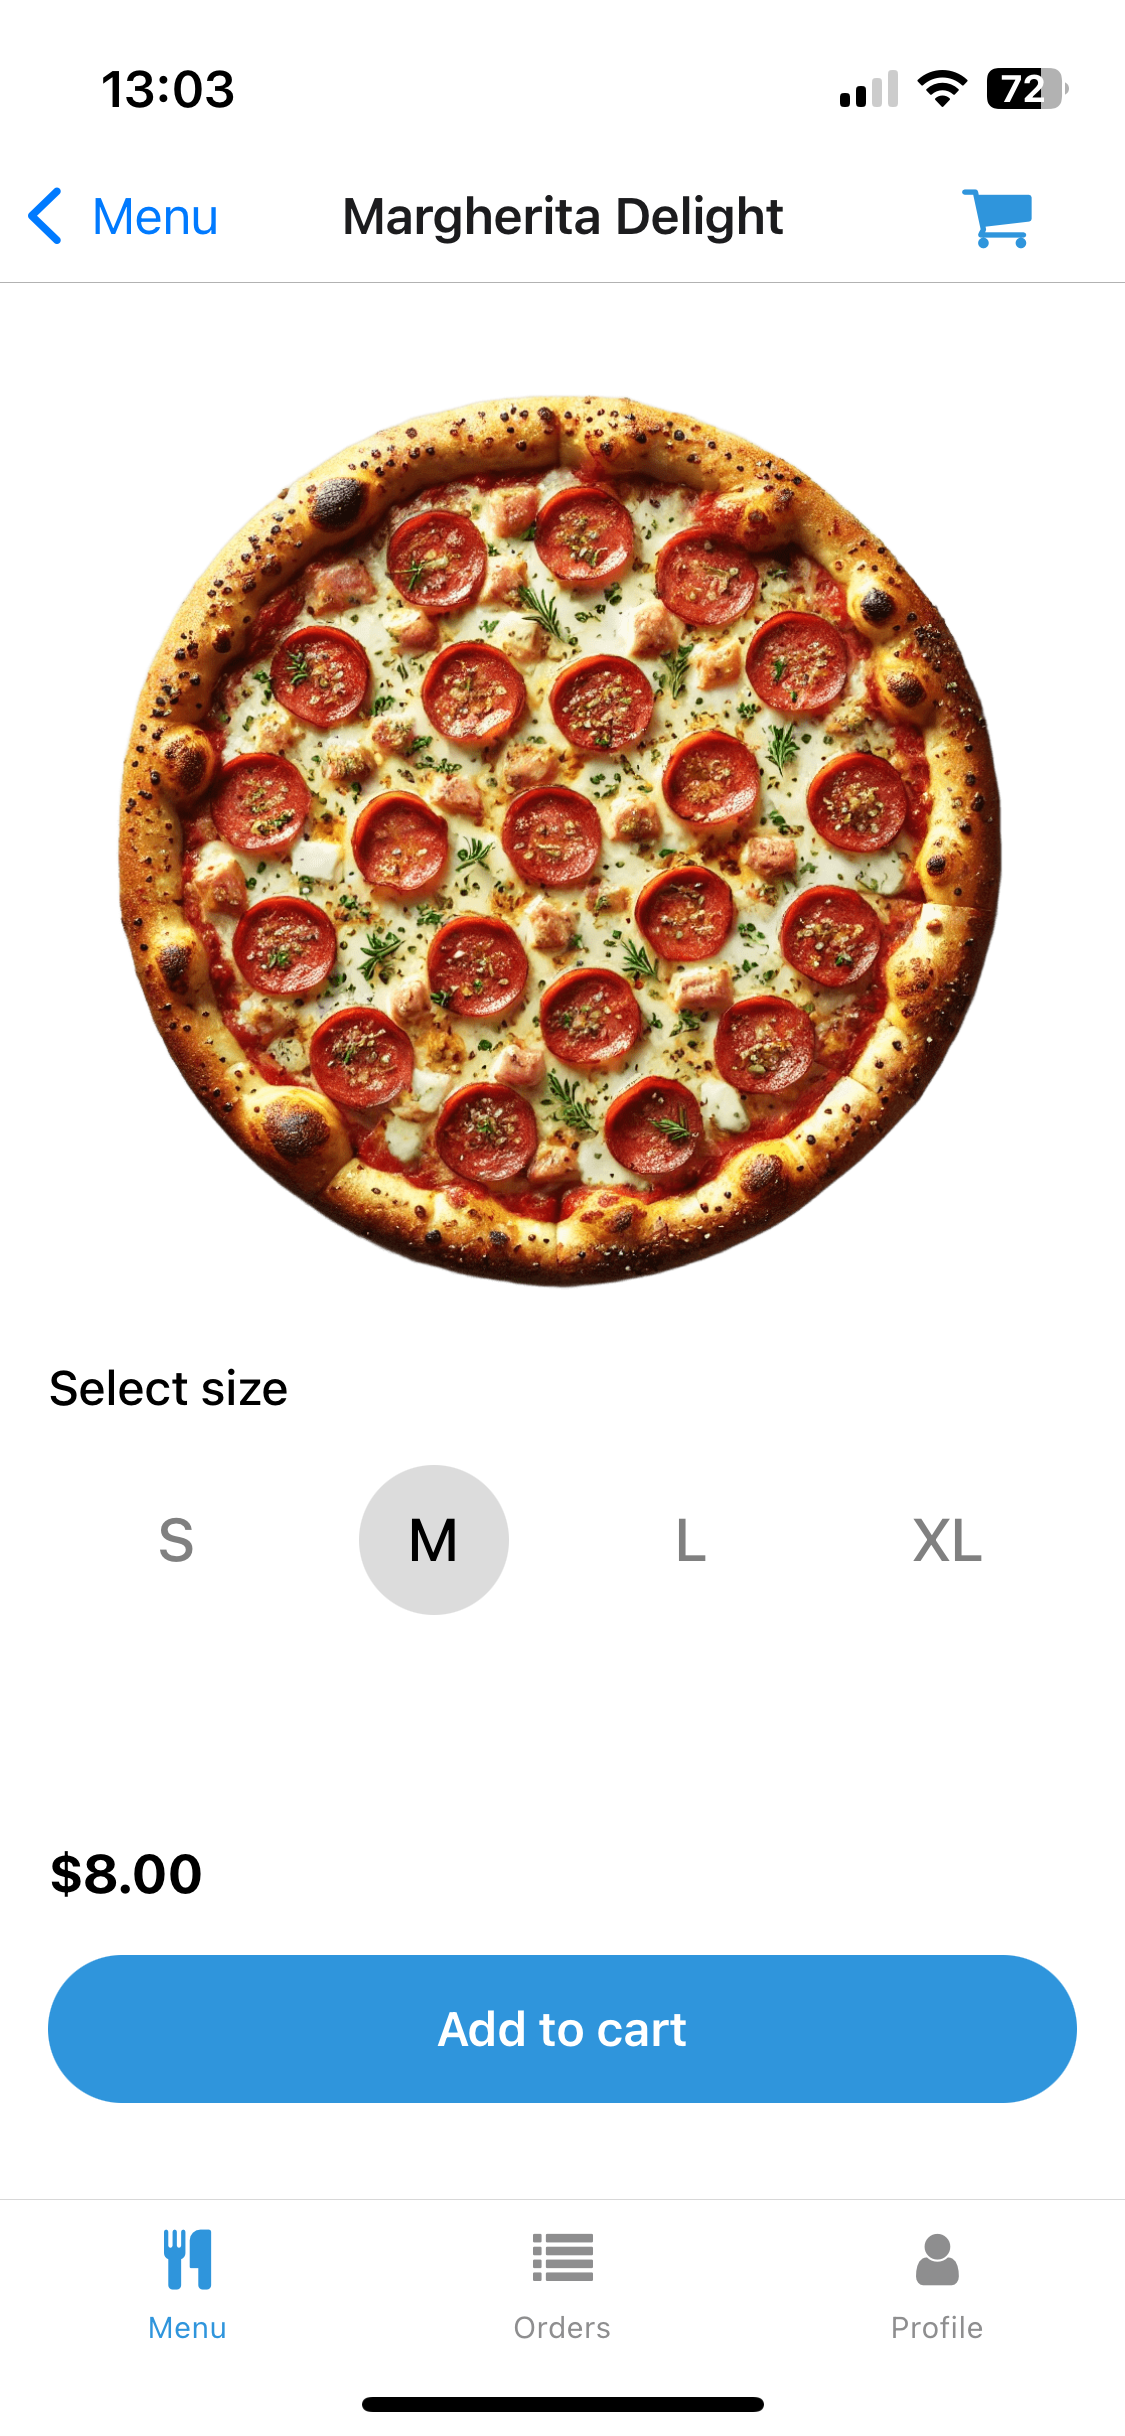 13:03
72
Menu
Margherita Delight
Select size
S M L XL
$8.00
Add to cart
Menu Orders Profile